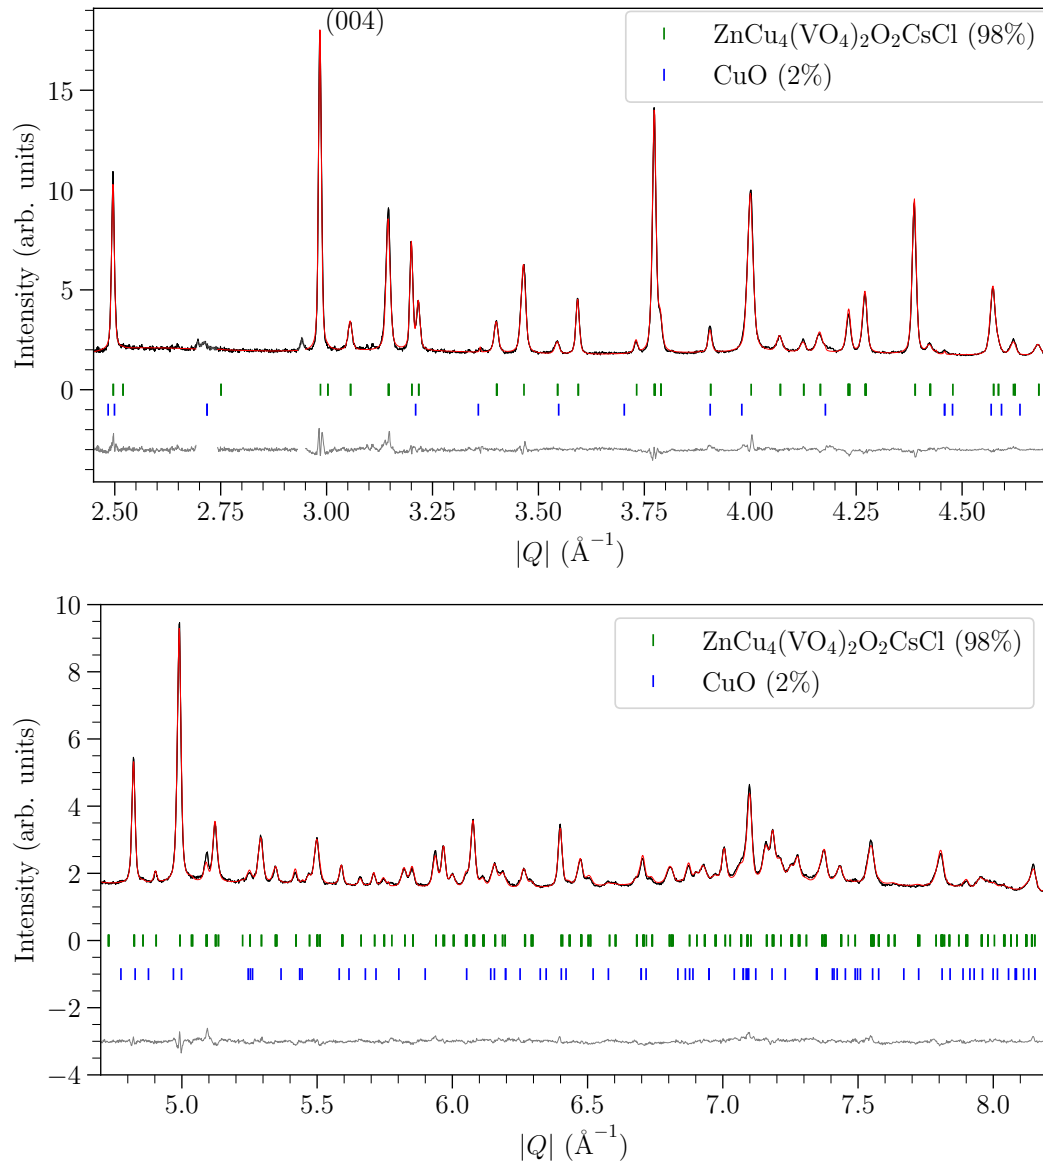 (004)
ZnCu₄(VO₄)₂O₂CsCl (98%)
CuO (2%)
Intensity (arb. units)
15
10
5
0
2.50 2.75 3.00 3.25 3.50 3.75 4.00 4.25 4.50
|Q| (Å⁻¹)
ZnCu₄(VO₄)₂O₂CsCl (98%)
CuO (2%)
Intensity (arb. units)
10
8
6
4
2
0
−2
−4
5.0 5.5 6.0 6.5 7.0 7.5 8.0
|Q| (Å⁻¹)